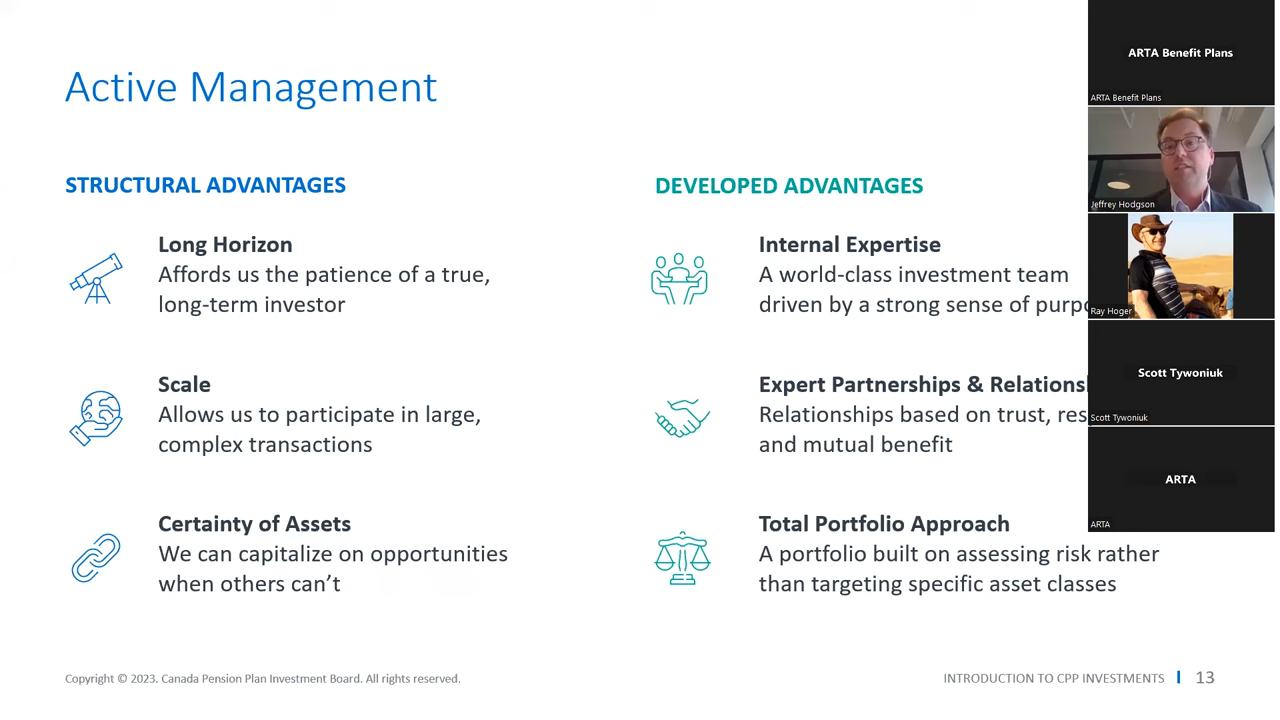 Active Management
STRUCTURAL ADVANTAGES
Long Horizon
Affords us the patience of a true,
long-term investor
Scale
Allows us to participate in large,
complex transactions
Certainty of Assets
We can capitalize on opportunities
when others can’t
DEVELOPED ADVANTAGES
Internal Expertise
A world-class investment team
driven by a strong sense of
Expert Partnerships &
Relationships based on trust,
and mutual benefit
Total Portfolio Approach
A portfolio built on assessing risk rather
than targeting specific asset classes
ARTA Benefit Plans
ARTA Benefit Plans
Jeffrey Hodgson
Ray Hoger
Scott Tywoniuk
Scott Tywoniuk
ARTA
ARTA
Copyright © 2023. Canada Pension Plan Investment Board. All rights reserved.
INTRODUCTION TO CPP INVESTMENTS | 13